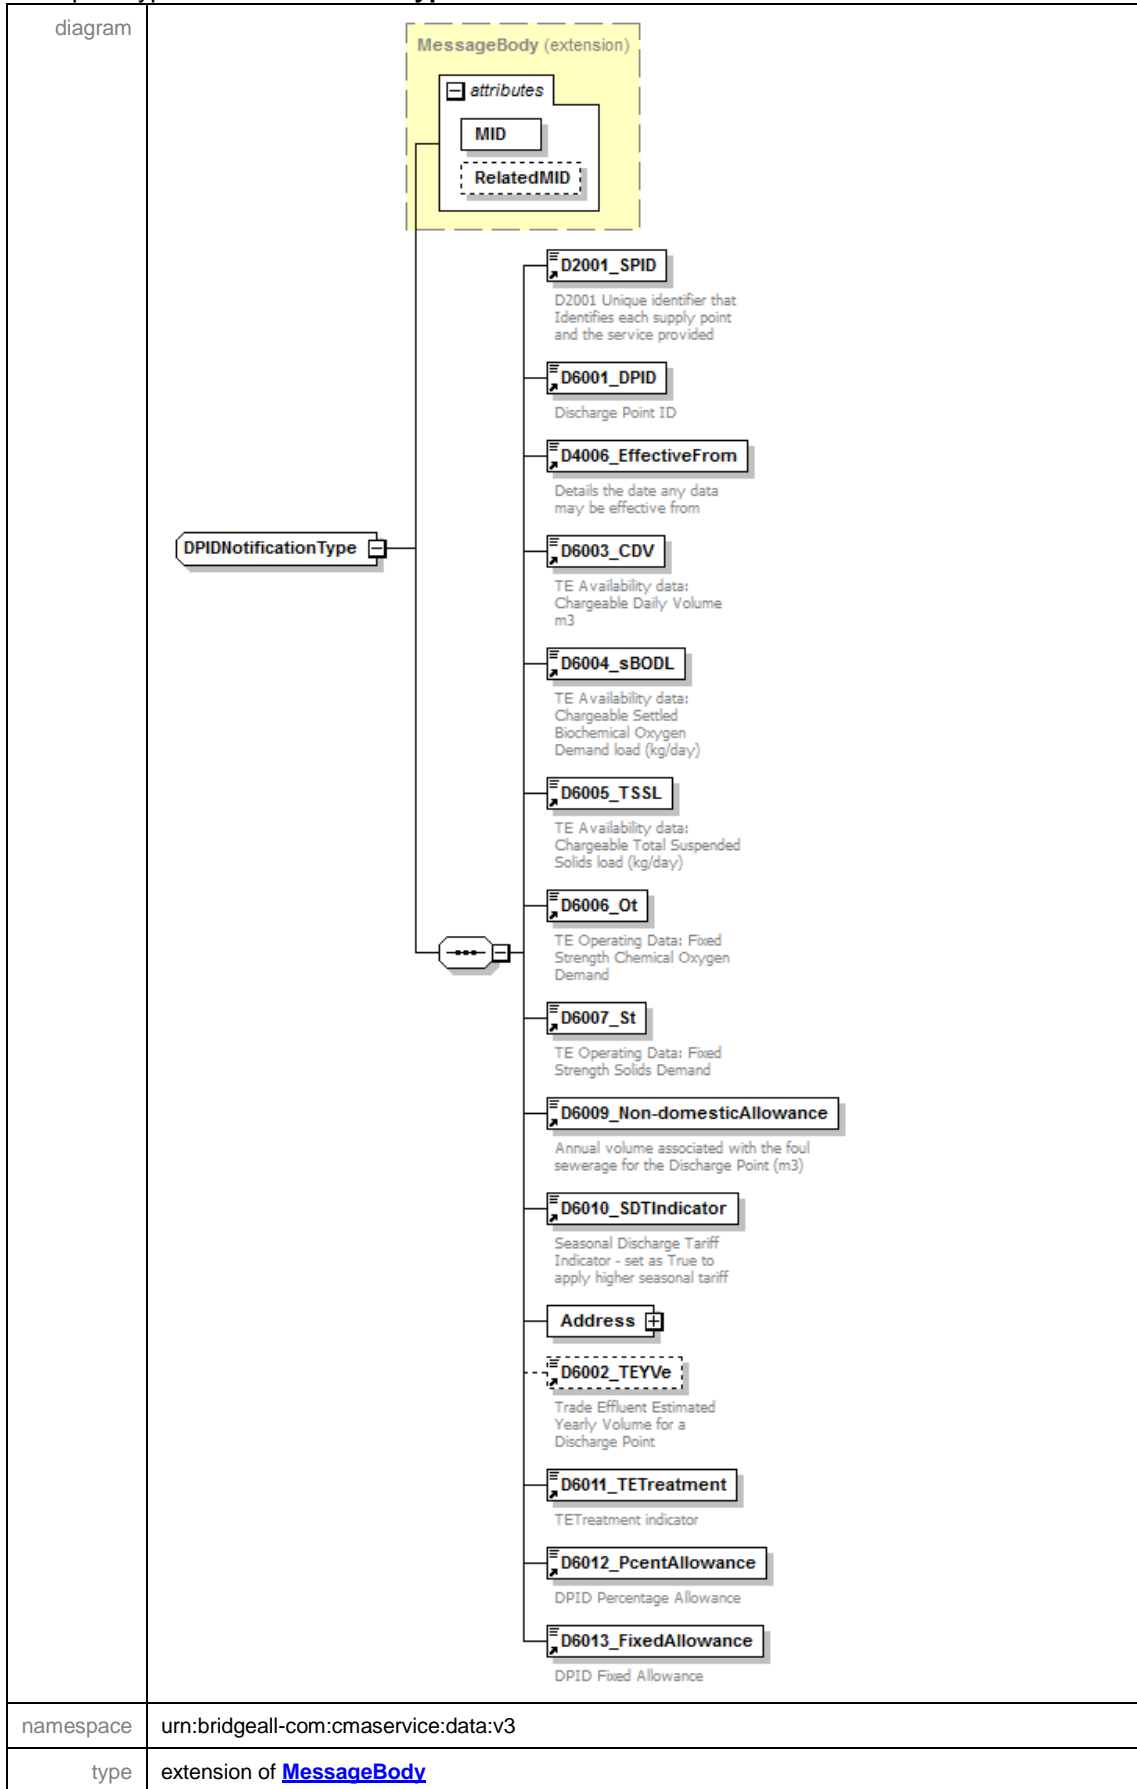 diagram
MessageBody (extension)
attributes
MID
RelatedMID
D2001_SPID
D2001 Unique identifier that
Identifies each supply point
and the service provided
D6001_DPID
Discharge Point ID
D4006_EffectiveFrom
Details the date any data
may be effective from
DPIDNotificationType
D6003_CDV
TE Availability data:
Chargeable Daily Volume
m3
D6004_sBODL
TE Availability data:
Chargeable Settled
Biochemical Oxygen
Demand load (kg/day)
D6005_TSSL
TE Availability data:
Chargeable Total Suspended
Solids load (kg/day)
D6006_Ot
TE Operating Data: Fixed
Strength Chemical Oxygen
Demand
D6007_St
TE Operating Data: Fixed
Strength Solids Demand
D6009_Non-domesticAllowance
Annual volume associated with the foul
sewerage for the Discharge Point (m3)
D6010_SDTIndicator
Seasonal Discharge Tariff
Indicator - set as True to
apply higher seasonal tariff
Address
D6002_TEYVe
Trade Effluent Estimated
Yearly Volume for a
Discharge Point
D6011_TETreatment
TETreatment indicator
D6012_PcentAllowance
DPID Percentage Allowance
D6013_FixedAllowance
DPID Fixed Allowance
namespace urn:bridgeall-com:cmaservice:data:v3
type extension of MessageBody